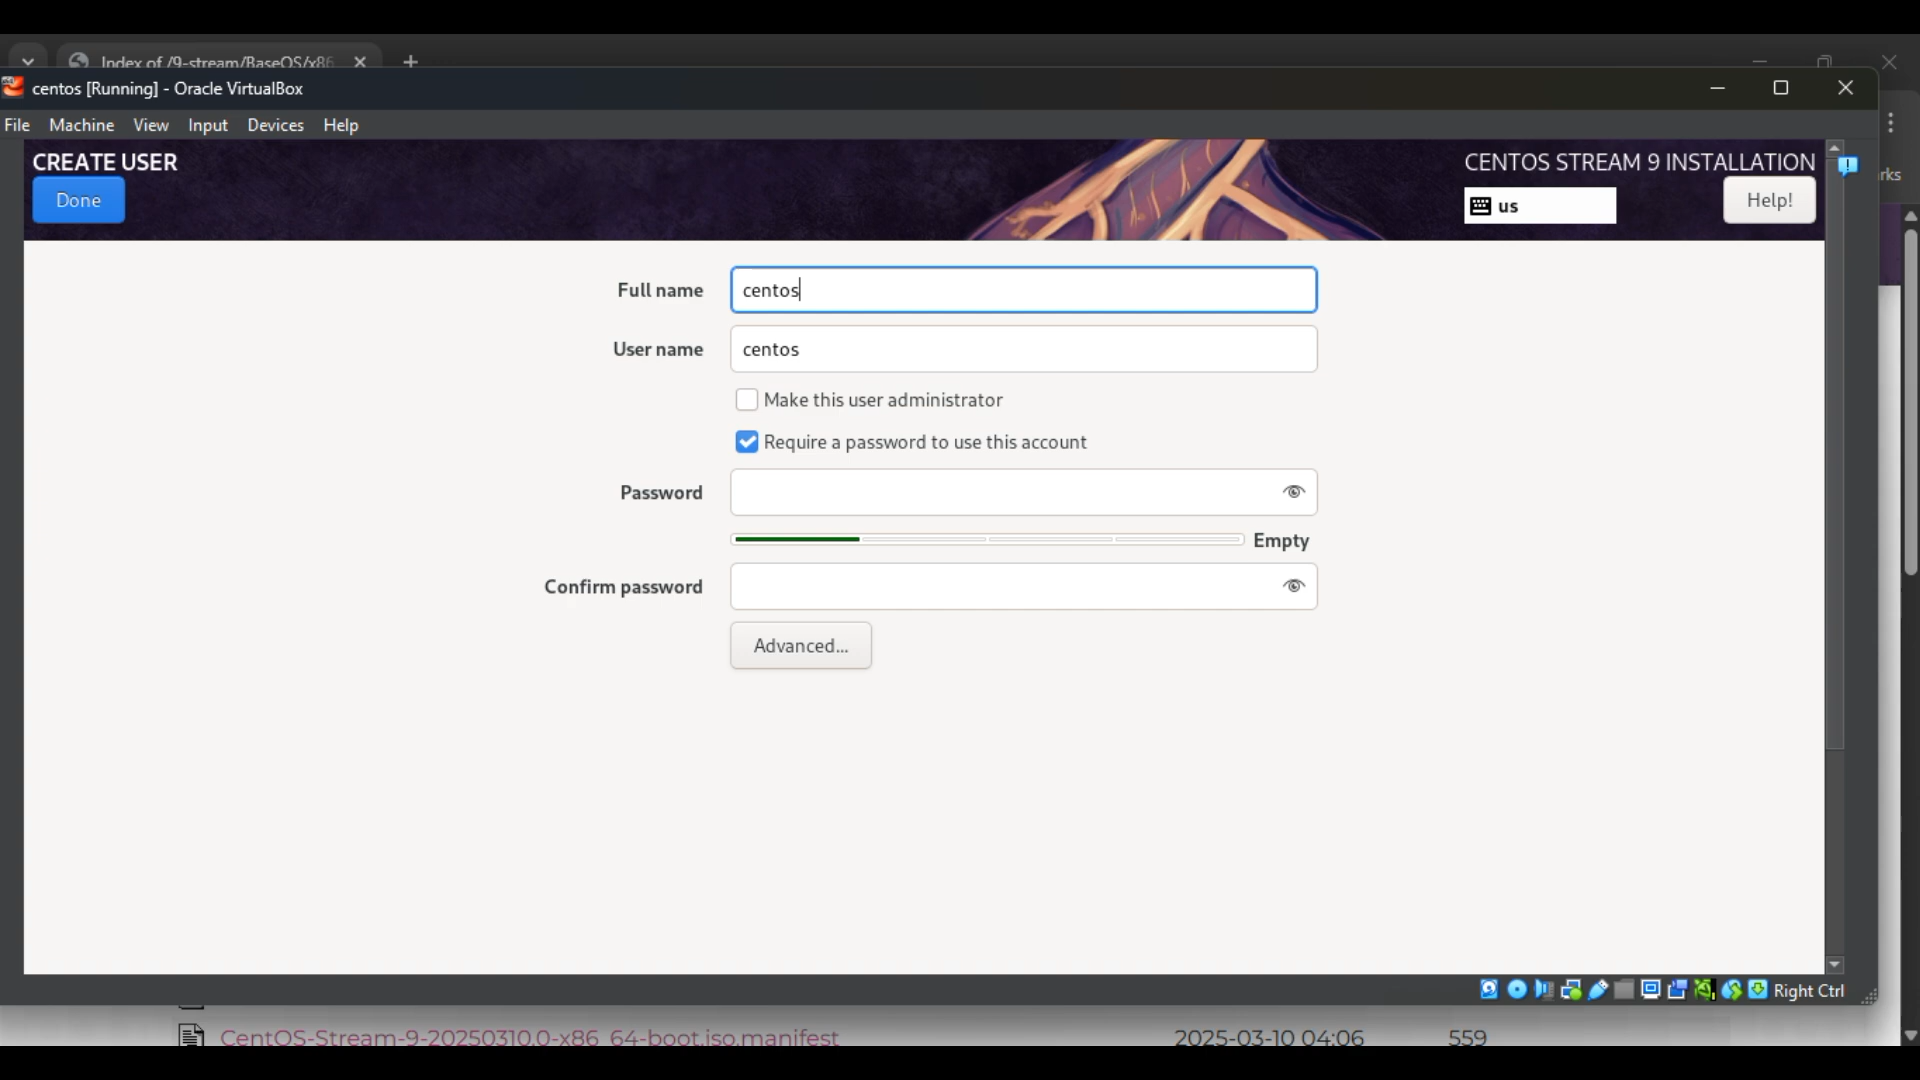 Index of /9-stream/BaseOS/x86
centos [Running] - Oracle VirtualBox
File Machine View Input Devices Help
CREATE USER
CENTOS STREAM 9 INSTALLATION
Done
us
Help!
rks
Full name
centos
User name
centos
Make this user administrator
Require a password to use this account
Password
Empty
Confirm password
Advanced...
Right Ctrl
CentOS-Stream-9-20250310.0-x86_64-boot.iso.manifest 2025-03-10 04:06 559